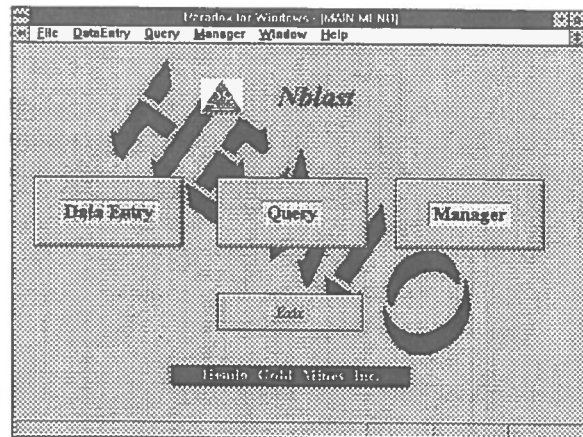 Paradox for Windows - [MAIN MENU]
File DataEntry Query Manager Window Help
Nblast
Data Entry
Query
Manager
Exit
Hemlo Gold Mines Inc.